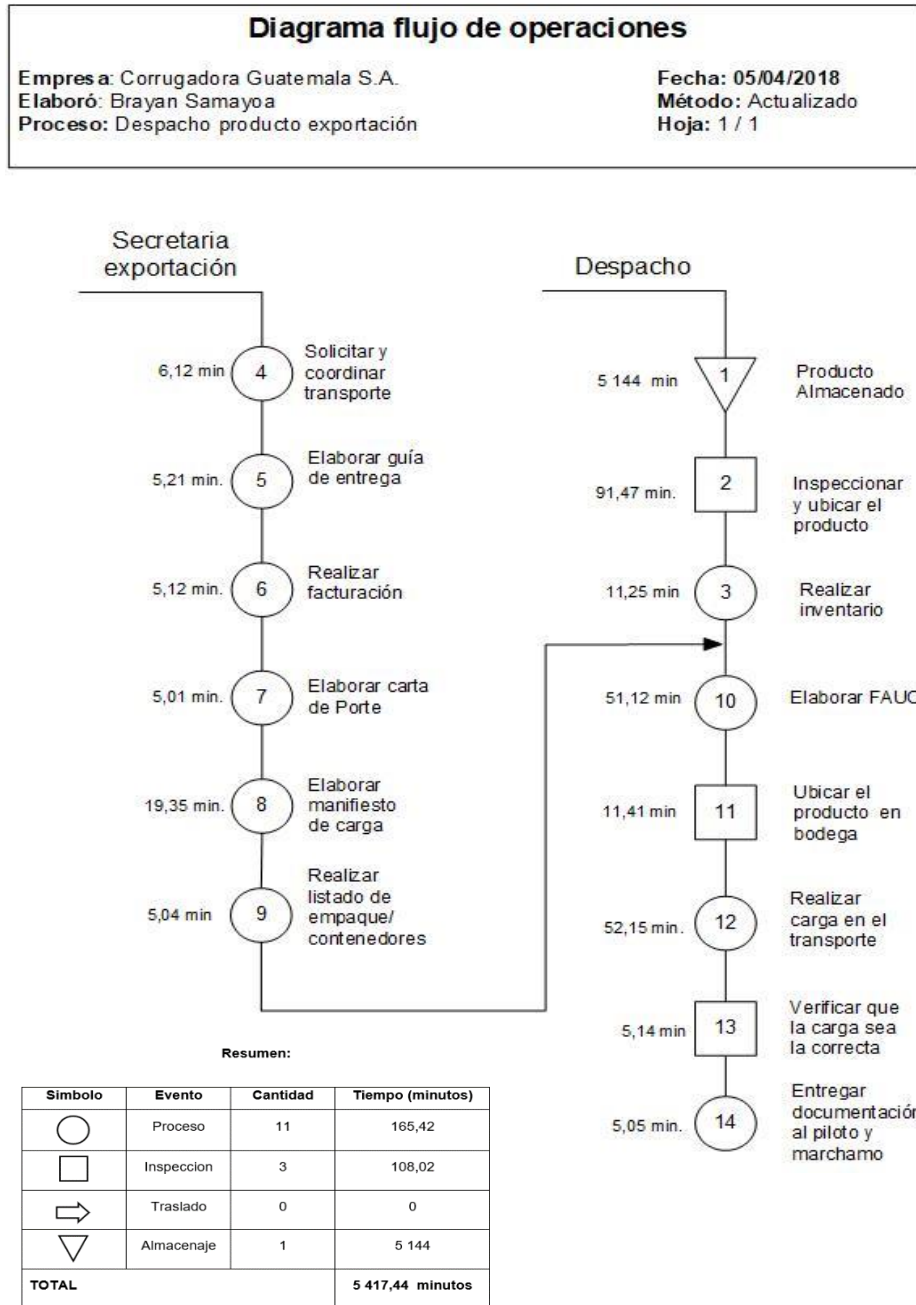 Diagrama flujo de operaciones
Empresa: Corrugadora Guatemala S.A.
Elaboró: Brayan Samayoa
Proceso: Despacho producto exportación
Fecha: 05/04/2018
Método: Actualizado
Hoja: 1 / 1
Secretaria
exportación
6,12 min
4
Solicitar y
coordinar
transporte
5,21 min.
5
Elaborar guía
de entrega
5,12 min.
6
Realizar
facturación
5,01 min.
7
Elaborar carta
de Porte
19,35 min.
8
Elaborar
manifiesto
de carga
5,04 min
9
Realizar
listado de
empaque/
contenedores
Despacho
5 144 min
1
Producto
Almacenado
91,47 min.
2
Inspeccionar
y ubicar el
producto
11,25 min
3
Realizar
inventario
51,12 min
10
Elaborar FAUC
11,41 min
11
Ubicar el
producto en
bodega
52,15 min.
12
Realizar
carga en el
transporte
5,14 min
13
Verificar que
la carga sea
la correcta
5,05 min.
14
Entregar
documentación
al piloto y
marchamo
Resumen:
Simbolo Evento Cantidad Tiempo (minutos)
Proceso 11 165,42
Inspeccion 3 108,02
Traslado 0 0
Almacenaje 1 5 144
TOTAL 5 417,44 minutos